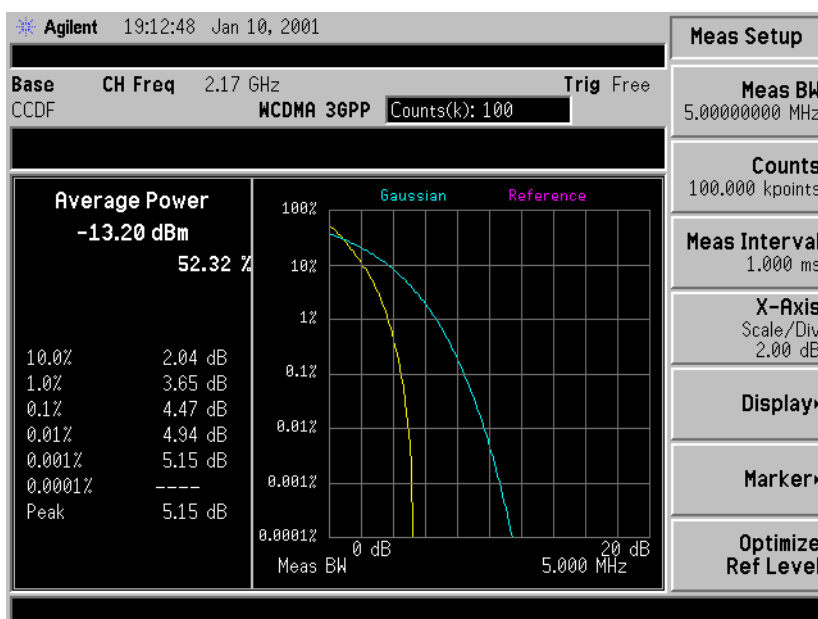 Agilent 19:12:48 Jan 10, 2001
Base CH Freq 2.17 GHz Trig Free
CCDF WCDMA 3GPP Counts(k): 100
Average Power
-13.20 dBm
52.32 %
10.0% 2.04 dB
1.0% 3.65 dB
0.1% 4.47 dB
0.01% 4.94 dB
0.001% 5.15 dB
0.0001% ----
Peak 5.15 dB
Gaussian Reference
100%
10%
1%
0.1%
0.01%
0.001%
0.0001%
0 dB 20 dB
Meas BW 5.000 MHz
Meas Setup
Meas BW
5.00000000 MHz
Counts
100.000 kpoints
Meas Interval
1.000 ms
X-Axis
Scale/Div
2.00 dB
Display
Marker
Optimize
Ref Level